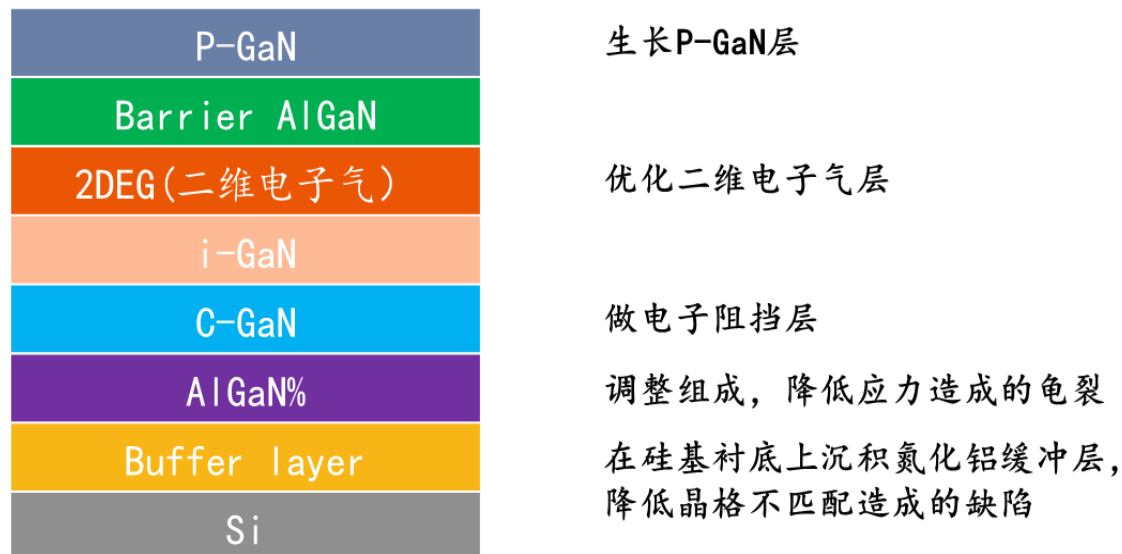 P-GaN
生长P-GaN层
Barrier AlGaN
2DEG(二维电子气)
优化二维电子气层
i-GaN
C-GaN
做电子阻挡层
AlGaN%
调整组成，降低应力造成的龟裂
Buffer layer
在硅基衬底上沉积氮化铝缓冲层，
降低晶格不匹配造成的缺陷
Si